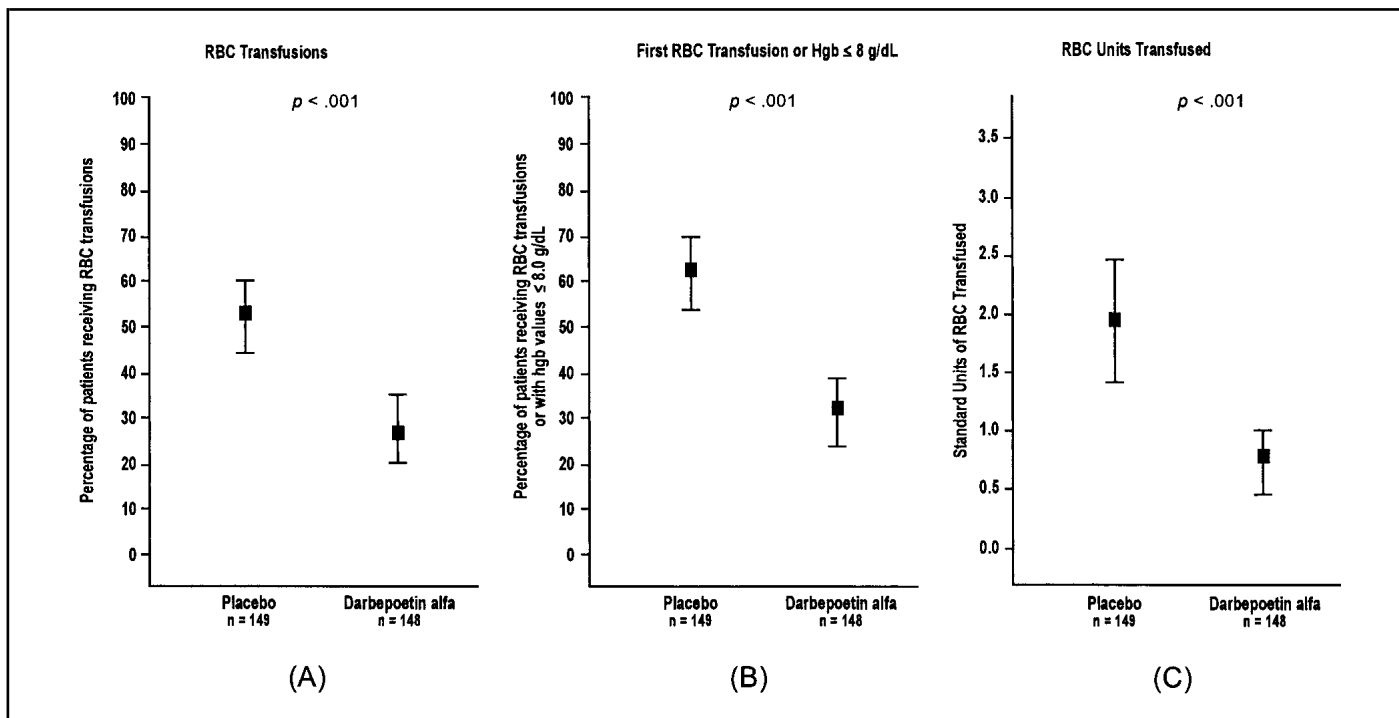 RBC Transfusions
p < .001
Percentage of patients receiving RBC transfusions
100
90
80
70
60
50
40
30
20
10
0
Placebo
n = 149
Darbepoetin alfa
n = 148
(A)
First RBC Transfusion or Hgb ≤ 8 g/dL
p < .001
Percentage of patients receiving RBC transfusions
or with hgb values ≤ 8.0 g/dL
100
90
80
70
60
50
40
30
20
10
0
Placebo
n = 149
Darbepoetin alfa
n = 148
(B)
RBC Units Transfused
p < .001
Standard Units of RBC Transfused
3.5
3.0
2.5
2.0
1.5
1.0
0.5
0.0
Placebo
n = 149
Darbepoetin alfa
n = 148
(C)